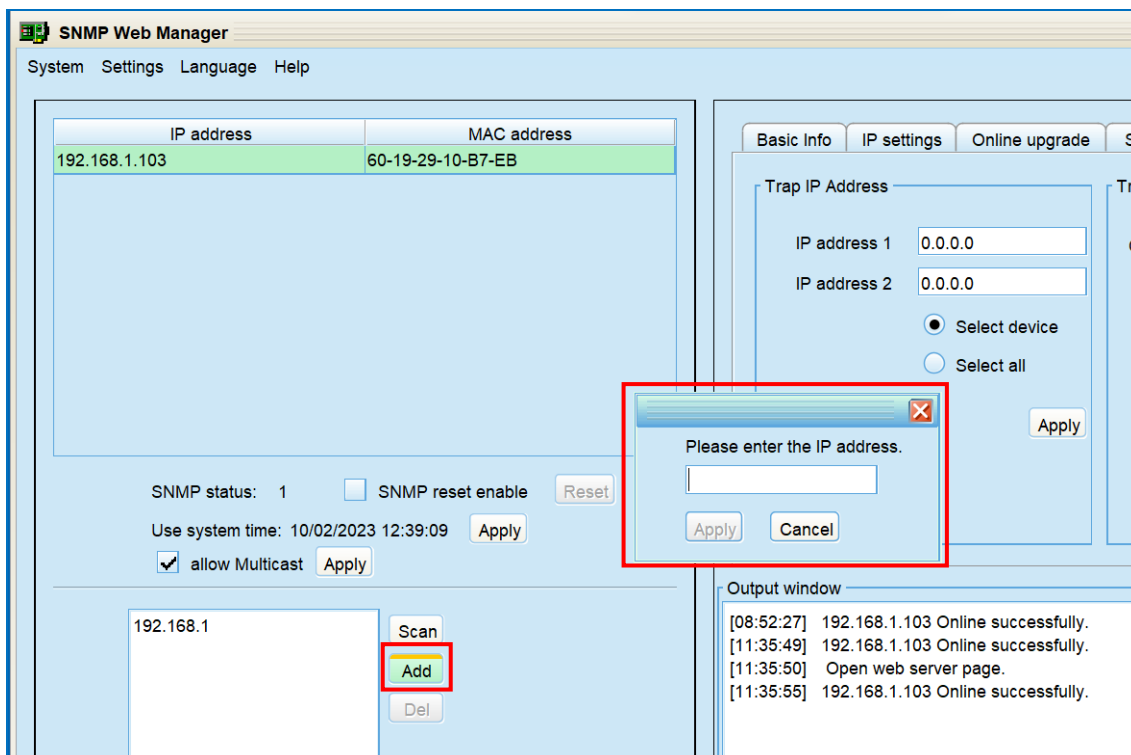 SNMP Web Manager
System Settings Language Help
IP address MAC address
192.168.1.103 60-19-29-10-B7-EB
SNMP status: 1 SNMP reset enable Reset
Use system time: 10/02/2023 12:39:09 Apply
allow Multicast Apply
192.168.1
Scan
Add
Del
Basic Info IP settings Online upgrade S
Trap IP Address
Tr
IP address 1 0.0.0.0
IP address 2 0.0.0.0
Select device
Select all
Apply
Please enter the IP address.
Apply Cancel
Output window
[08:52:27] 192.168.1.103 Online successfully.
[11:35:49] 192.168.1.103 Online successfully.
[11:35:50] Open web server page.
[11:35:55] 192.168.1.103 Online successfully.